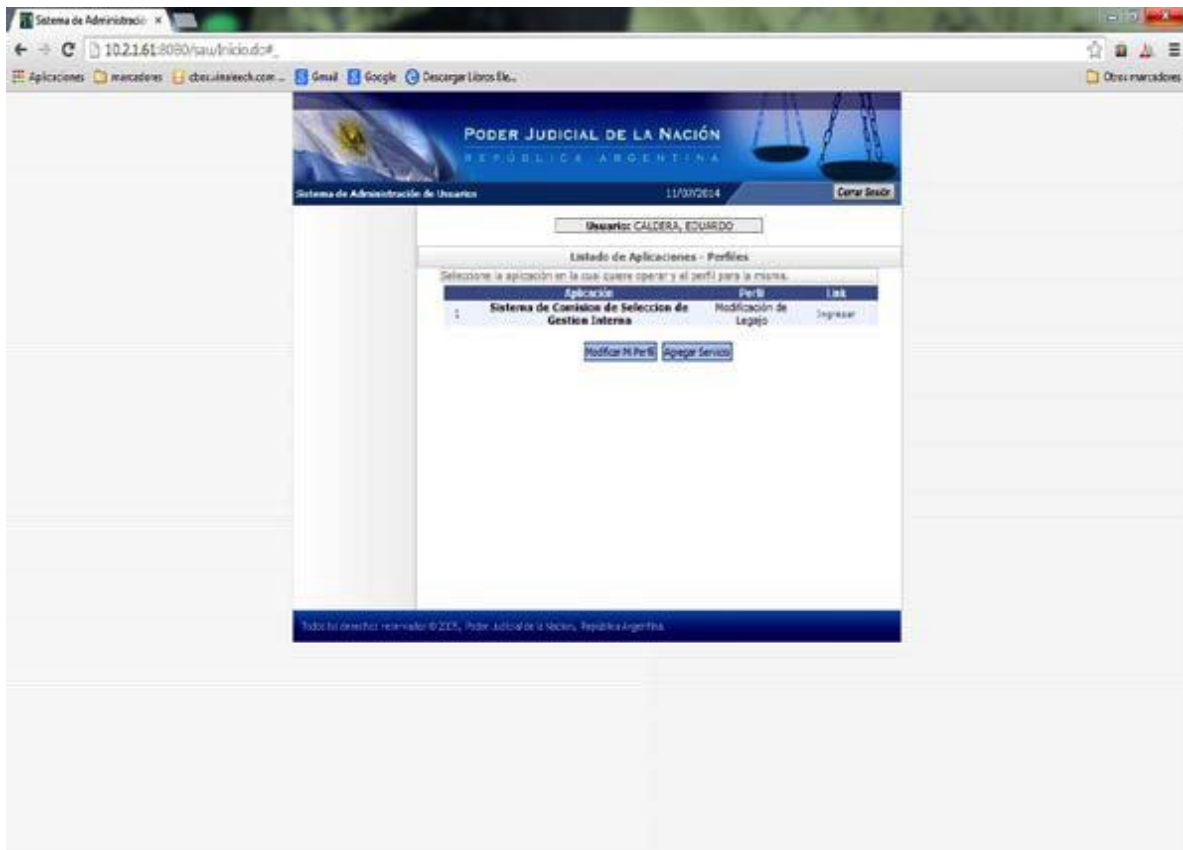 Sistema de Administració
10.2.1.61:8080/saw/Inicio.do#_
Aplicaciones marcadores Gmail Google Descargar Libros Ele... Otros marcadores
PODER JUDICIAL DE LA NACIÓN
REPÚBLICA ARGENTINA
Sistema de Administración de Usuarios 11/07/2014 Cerrar Sesión
Usuario: CALDERA, EDUARDO
Listado de Aplicaciones - Perfiles
Seleccione la aplicación en la cual quiere operar y el perfil para la misma.
Aplicación Perfil Link
1 Sistema de Comision de Seleccion de Modificación de Ingresar
Gestion Interna Legajo
Modificar Mi Perfil Agregar Servicio
Todos los derechos reservados © Poder Judicial de la Nacion, República Argentina.